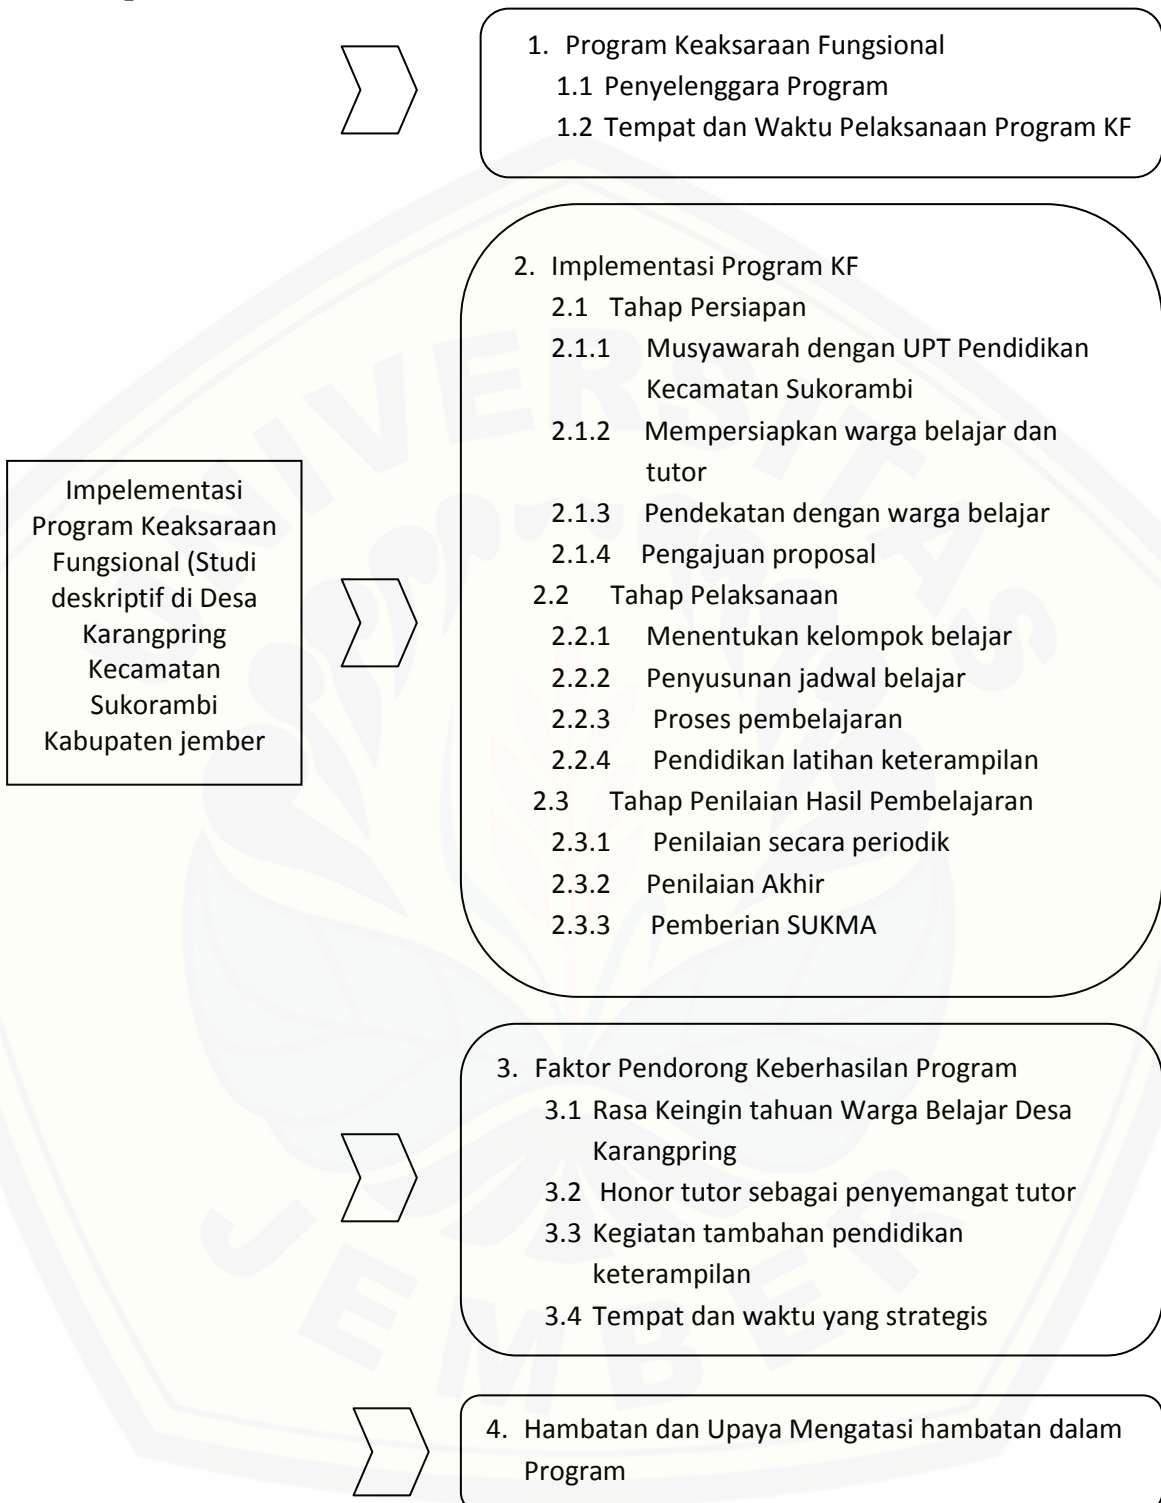 1. Program Keaksaraan Fungsional
1.1 Penyelenggara Program
1.2 Tempat dan Waktu Pelaksanaan Program KF
Impelementasi
Program Keaksaraan
Fungsional (Studi
deskriptif di Desa
Karangpring
Kecamatan
Sukorambi
Kabupaten jember
2. Implementasi Program KF
2.1 Tahap Persiapan
2.1.1 Musyawarah dengan UPT Pendidikan
Kecamatan Sukorambi
2.1.2 Mempersiapkan warga belajar dan
tutor
2.1.3 Pendekatan dengan warga belajar
2.1.4 Pengajuan proposal
2.2 Tahap Pelaksanaan
2.2.1 Menentukan kelompok belajar
2.2.2 Penyusunan jadwal belajar
2.2.3 Proses pembelajaran
2.2.4 Pendidikan latihan keterampilan
2.3 Tahap Penilaian Hasil Pembelajaran
2.3.1 Penilaian secara periodik
2.3.2 Penilaian Akhir
2.3.3 Pemberian SUKMA
3. Faktor Pendorong Keberhasilan Program
3.1 Rasa Keingin tahuan Warga Belajar Desa
Karangpring
3.2 Honor tutor sebagai penyemangat tutor
3.3 Kegiatan tambahan pendidikan
keterampilan
3.4 Tempat dan waktu yang strategis
4. Hambatan dan Upaya Mengatasi hambatan dalam
Program
UNIVERSITAS
JEMBER